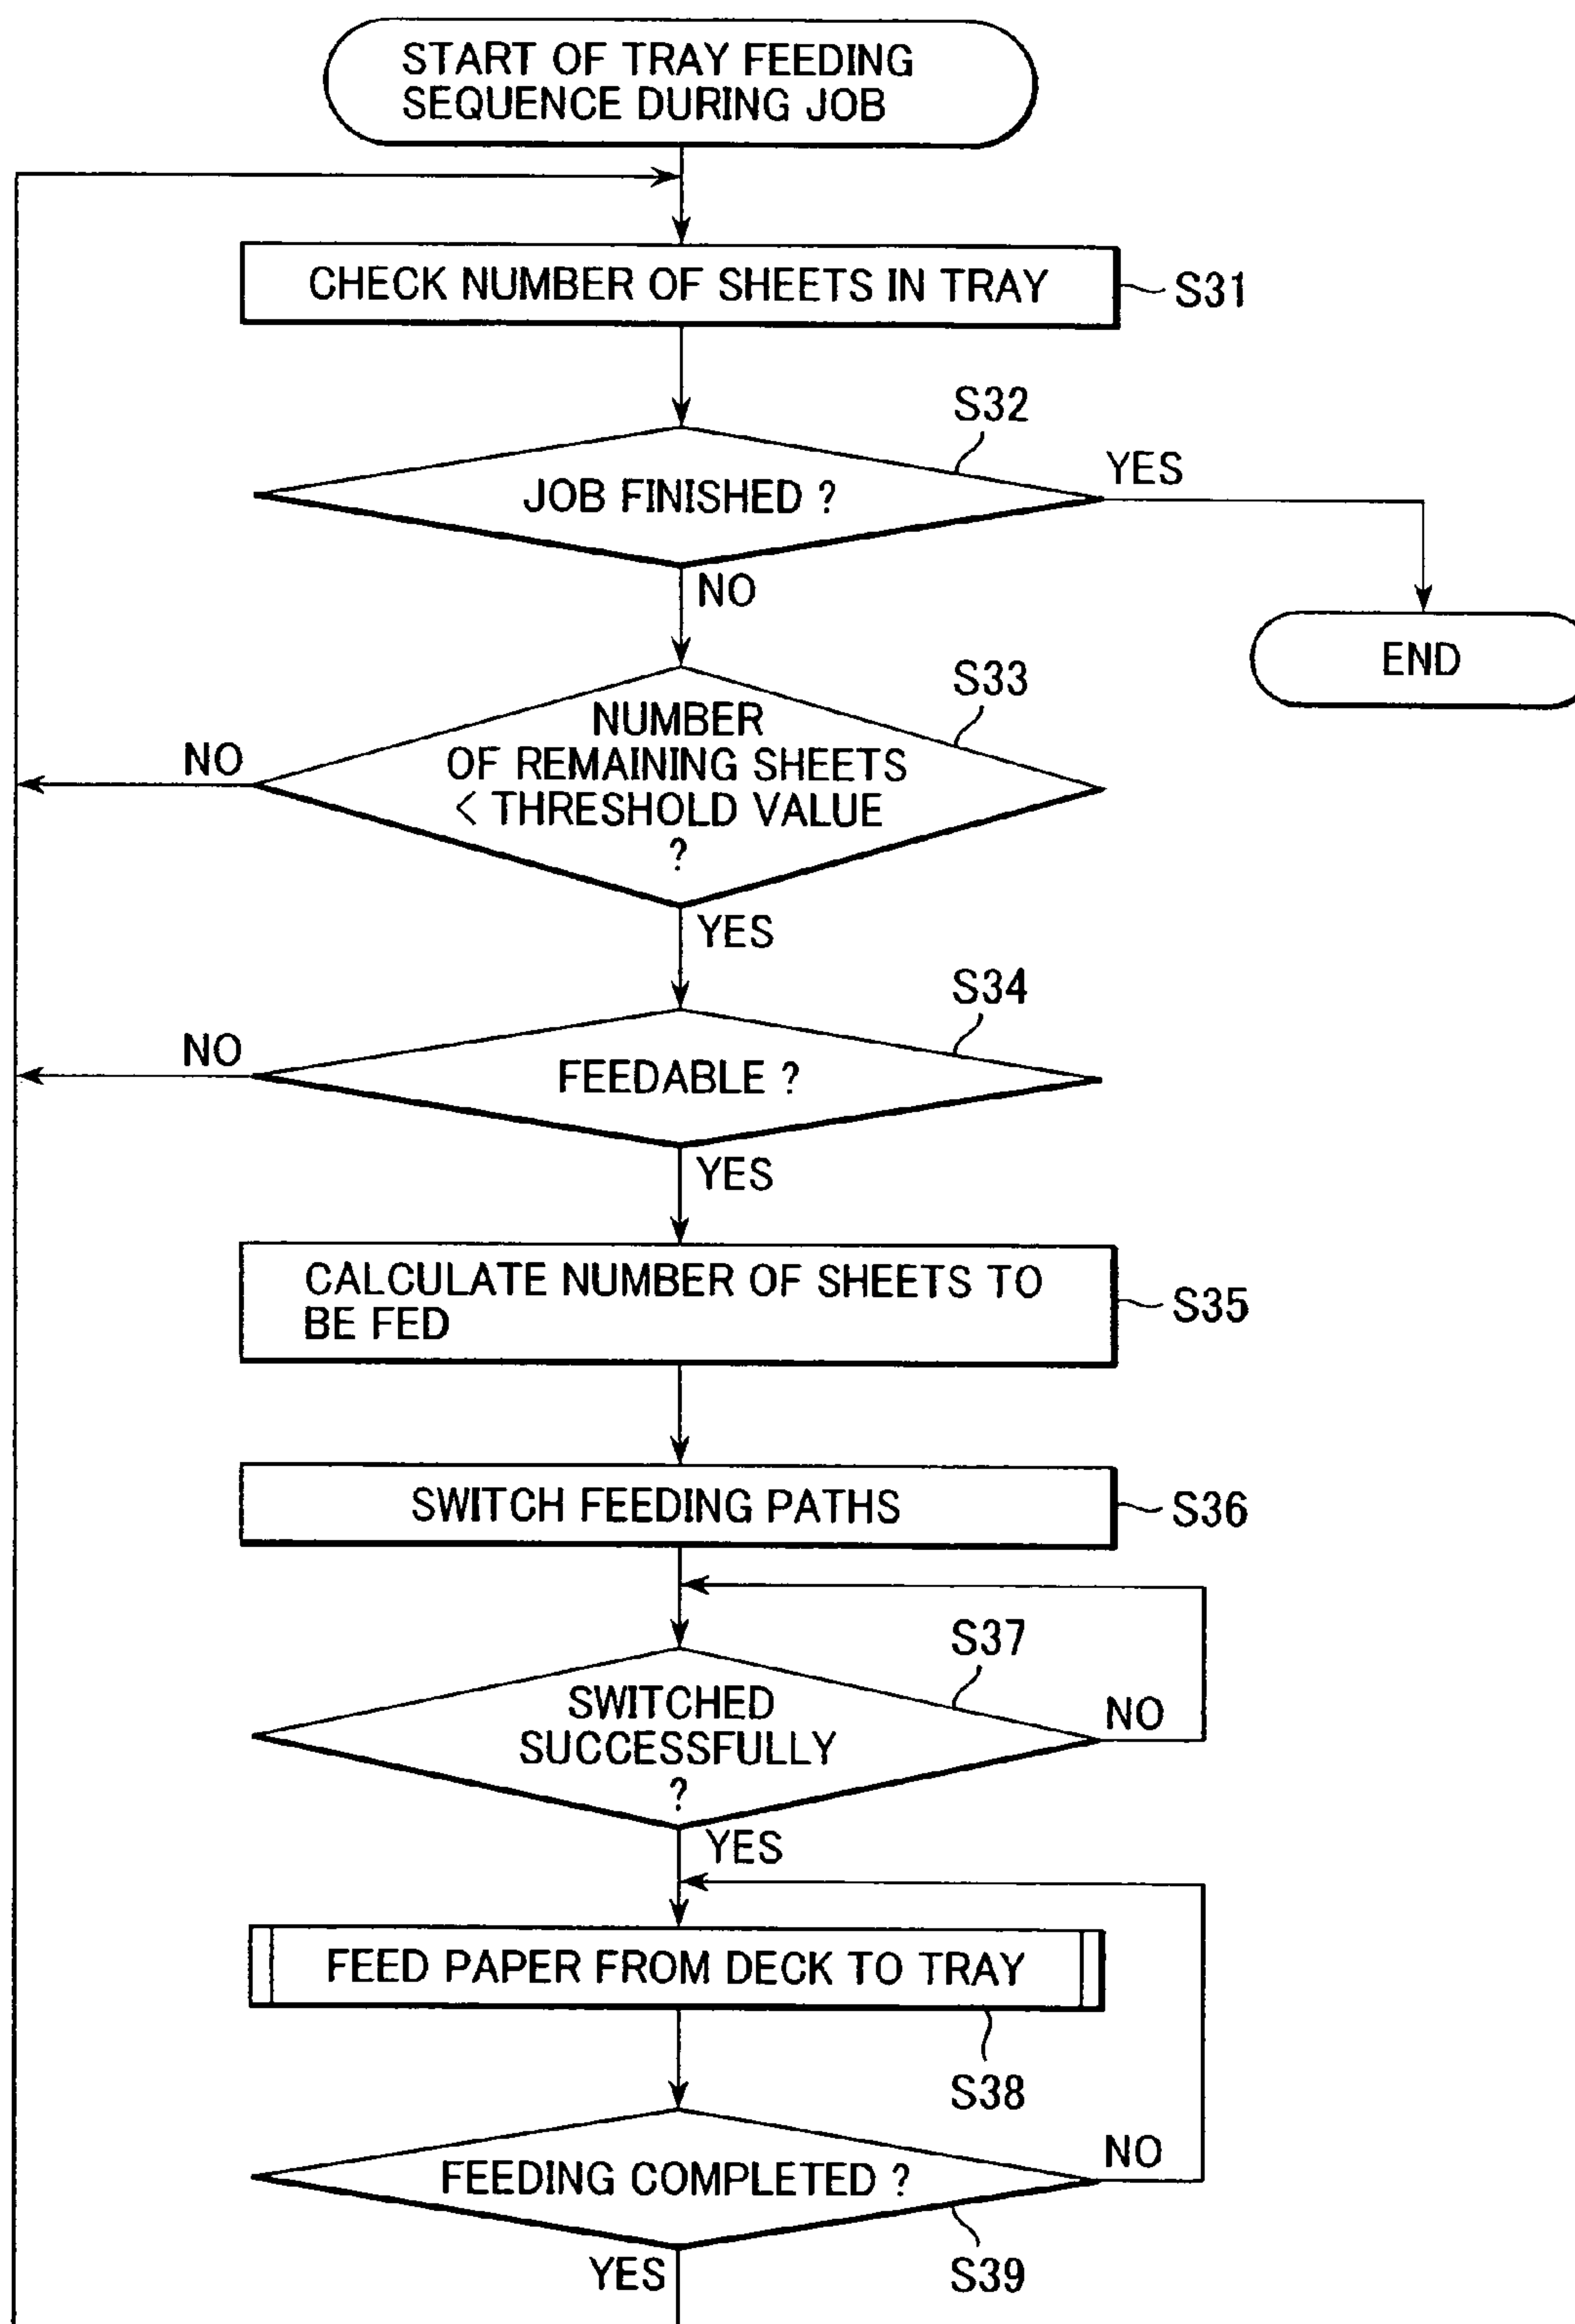 START OF TRAY FEEDING
SEQUENCE DURING JOB
CHECK NUMBER OF SHEETS IN TRAY
S31
S32
JOB FINISHED ?
YES
NO
END
S33
NUMBER
OF REMAINING SHEETS
< THRESHOLD VALUE
?
NO
YES
S34
NO
FEEDABLE ?
YES
CALCULATE NUMBER OF SHEETS TO
BE FED
S35
SWITCH FEEDING PATHS
S36
S37
SWITCHED
SUCCESSFULLY
?
NO
YES
FEED PAPER FROM DECK TO TRAY
S38
NO
FEEDING COMPLETED ?
YES
S39